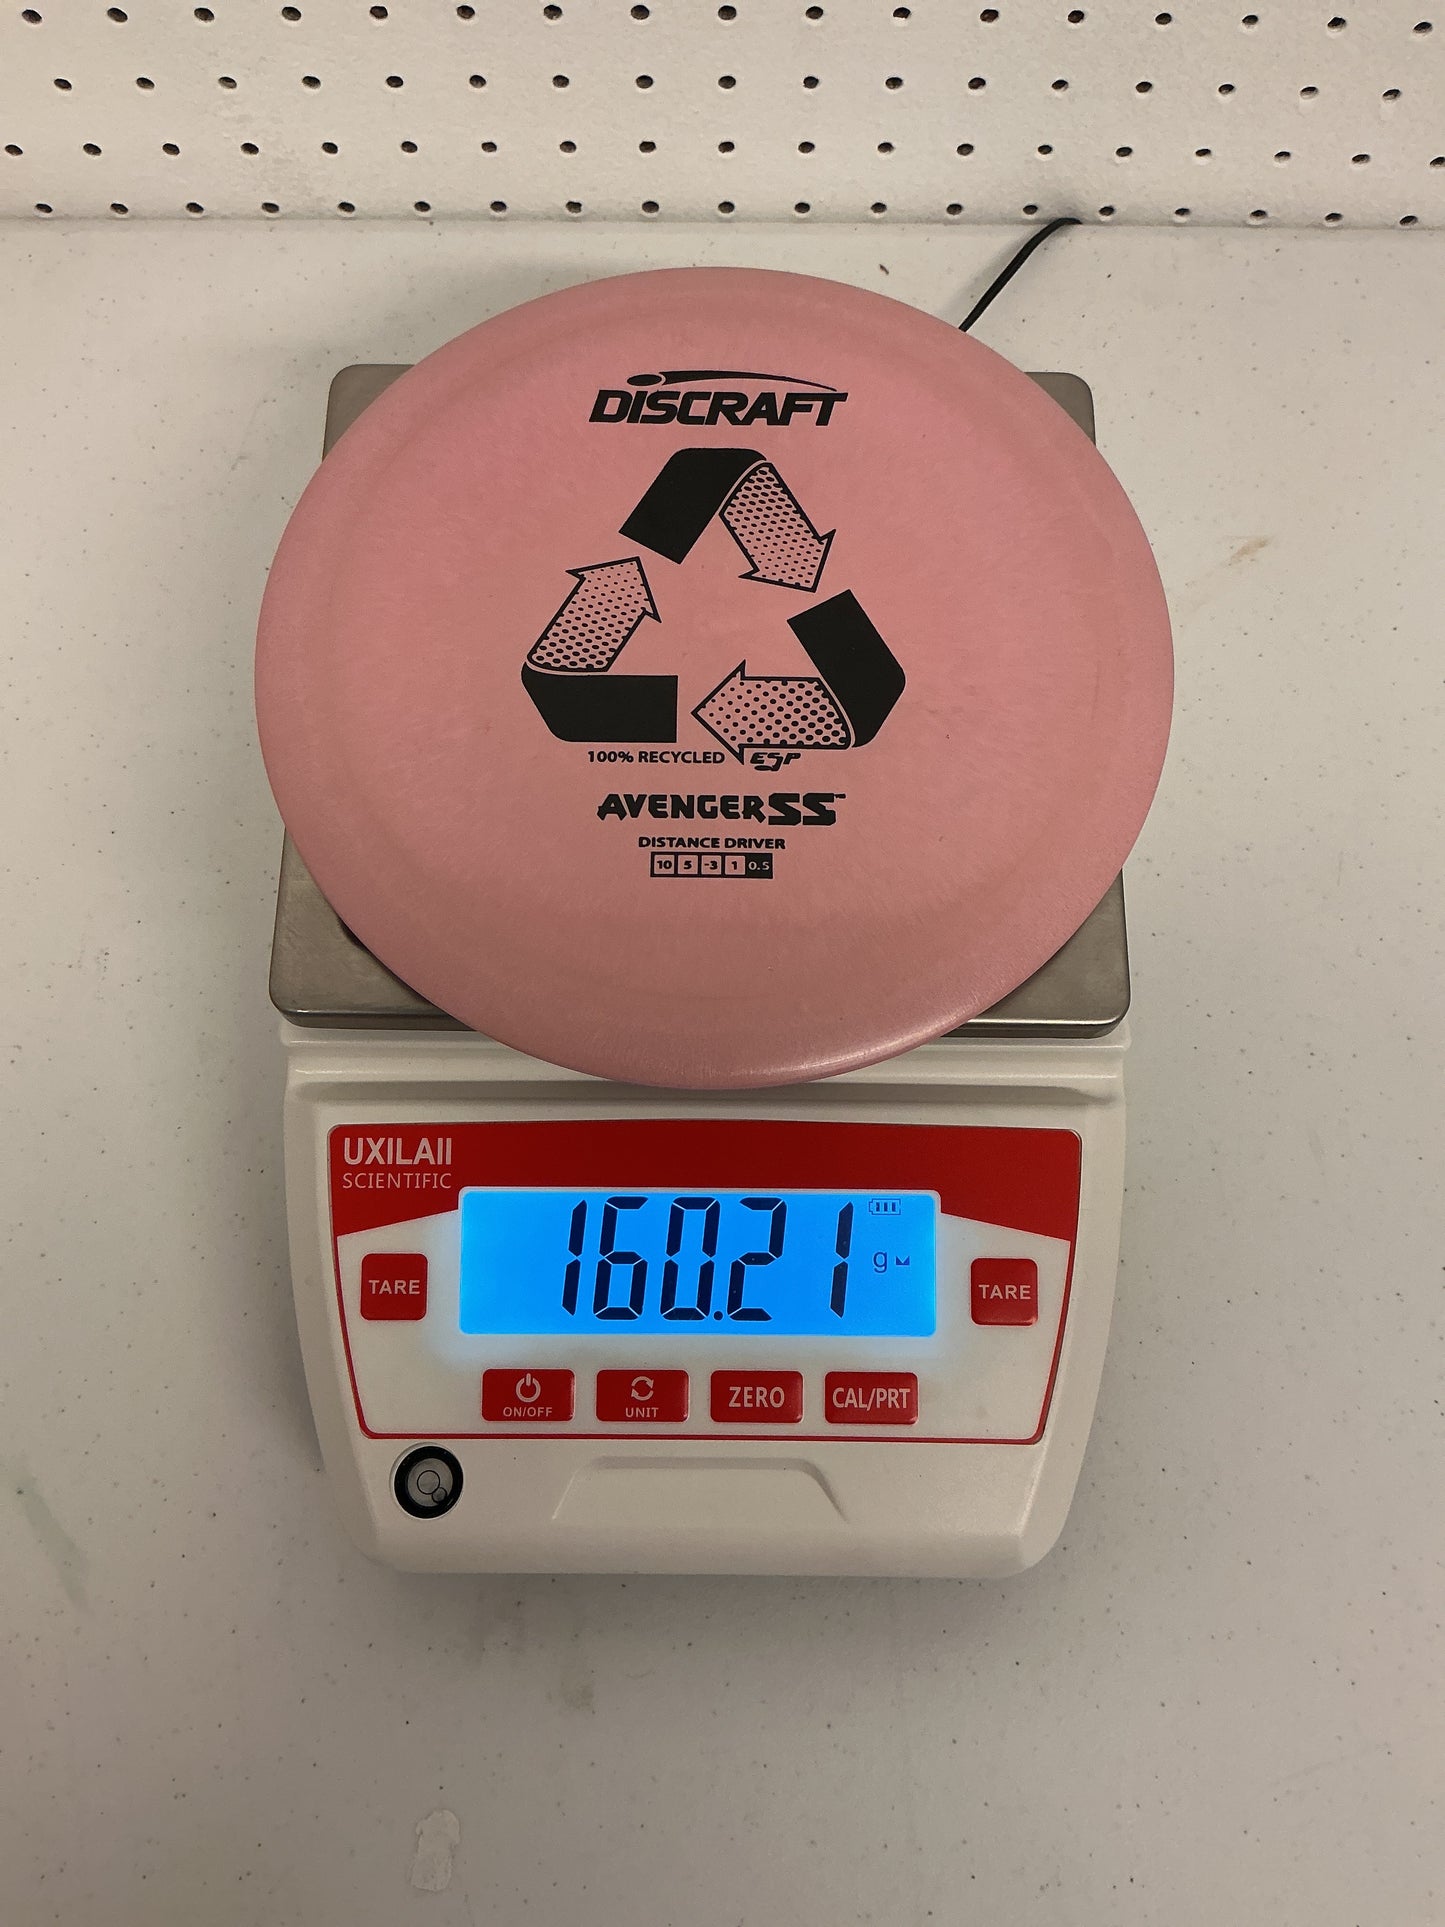 DISCRAFT
100% RECYCLED ESP
AVENGER SS™
DISTANCE DRIVER
10 5 -3 1 0.5
UXILAII
SCIENTIFIC
160.21
g
TARE
TARE
ON/OFF
UNIT
ZERO
CAL/PRT